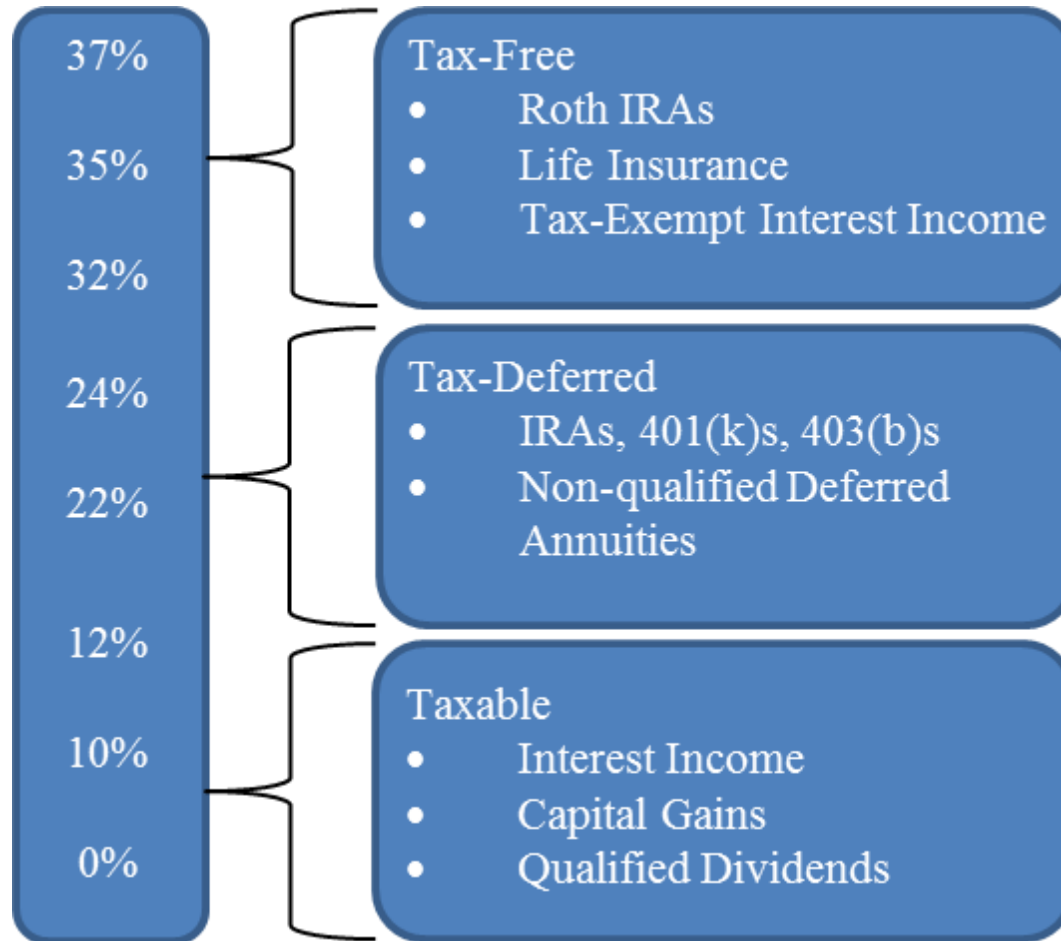 37%
35%
32%
24%
22%
12%
10%
0%
Tax-Free
• Roth IRAs
• Life Insurance
• Tax-Exempt Interest Income
Tax-Deferred
• IRAs, 401(k)s, 403(b)s
• Non-qualified Deferred
Annuities
Taxable
• Interest Income
• Capital Gains
• Qualified Dividends